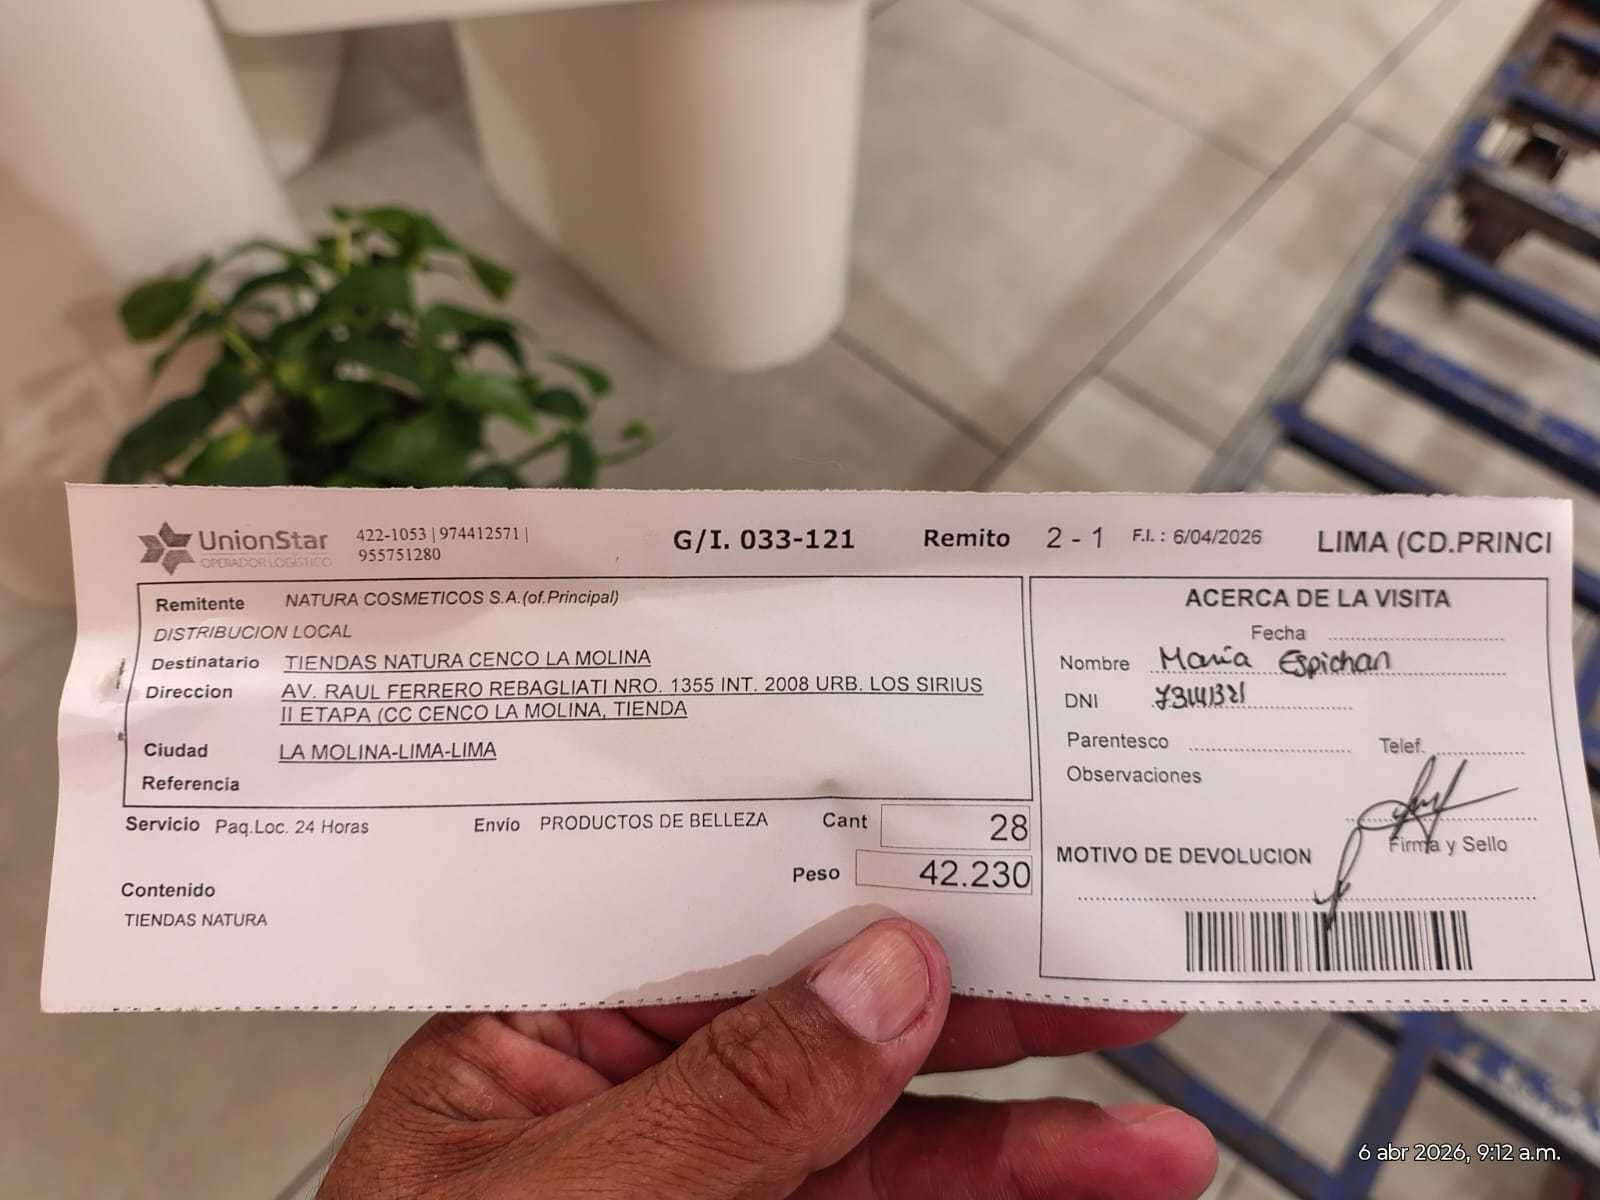 UnionStar
OPERADOR LOGÍSTICO
422-1053 | 974412571 |
955751280
G/I. 033-121
Remito 2 - 1
F.I.: 6/04/2026
LIMA (CD.PRINCI
Remitente NATURA COSMETICOS S.A.(of.Principal)
DISTRIBUCION LOCAL
Destinatario TIENDAS NATURA CENCO LA MOLINA
Direccion AV. RAUL FERRERO REBAGLIATI NRO. 1355 INT. 2008 URB. LOS SIRIUS
II ETAPA (CC CENCO LA MOLINA, TIENDA
Ciudad LA MOLINA-LIMA-LIMA
Referencia
Servicio Paq.Loc. 24 Horas
Envío PRODUCTOS DE BELLEZA
Cant 28
Peso 42.230
Contenido
TIENDAS NATURA
ACERCA DE LA VISITA
Fecha
Nombre María Espichan
DNI
Parentesco
Telef.
Observaciones
Firma y Sello
MOTIVO DE DEVOLUCION
6 abr 2026, 9:12 a.m.